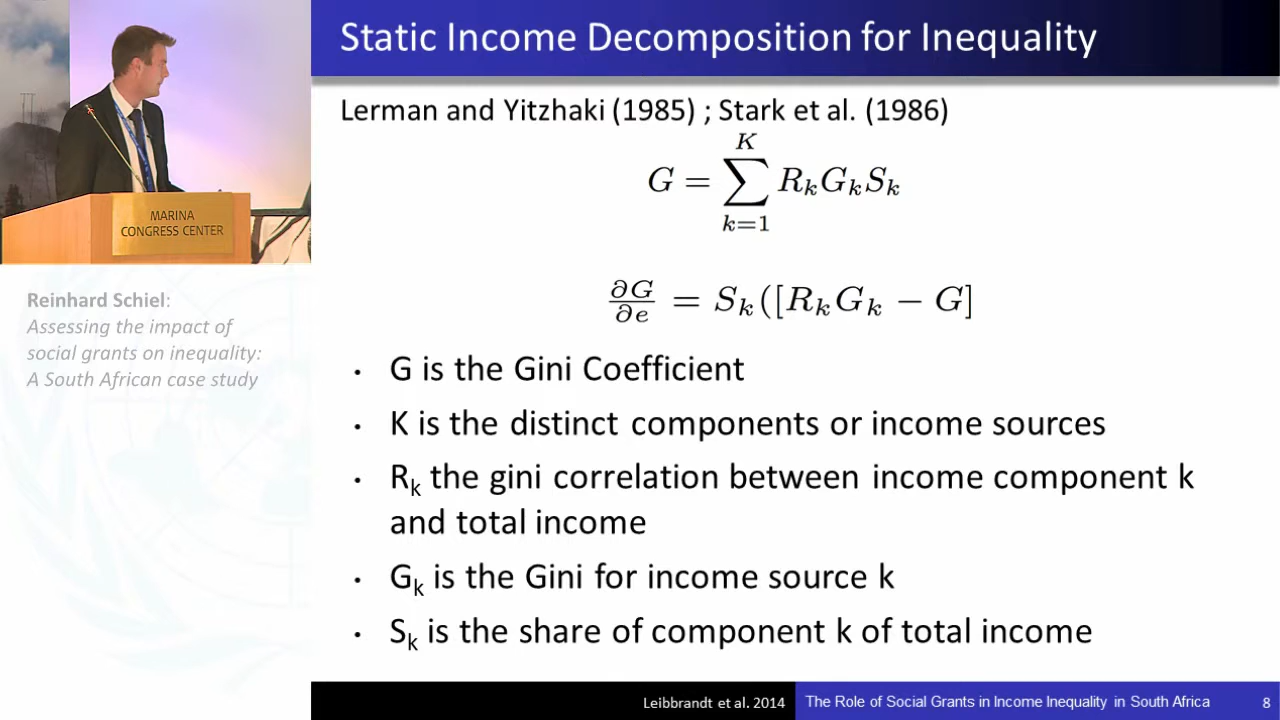 Static Income Decomposition for Inequality
Lerman and Yitzhaki (1985) ; Stark et al. (1986)
K
G = ∑ R_k G_k S_k
k=1
∂G/∂e = S_k([R_k G_k − G]
• G is the Gini Coefficient
• K is the distinct components or income sources
• R_k the gini correlation between income component k
and total income
• G_k is the Gini for income source k
• S_k is the share of component k of total income
MARINA
CONGRESS CENTER
Reinhard Schiel:
Assessing the impact of
social grants on inequality:
A South African case study
Leibbrandt et al. 2014
The Role of Social Grants in Income Inequality in South Africa
8